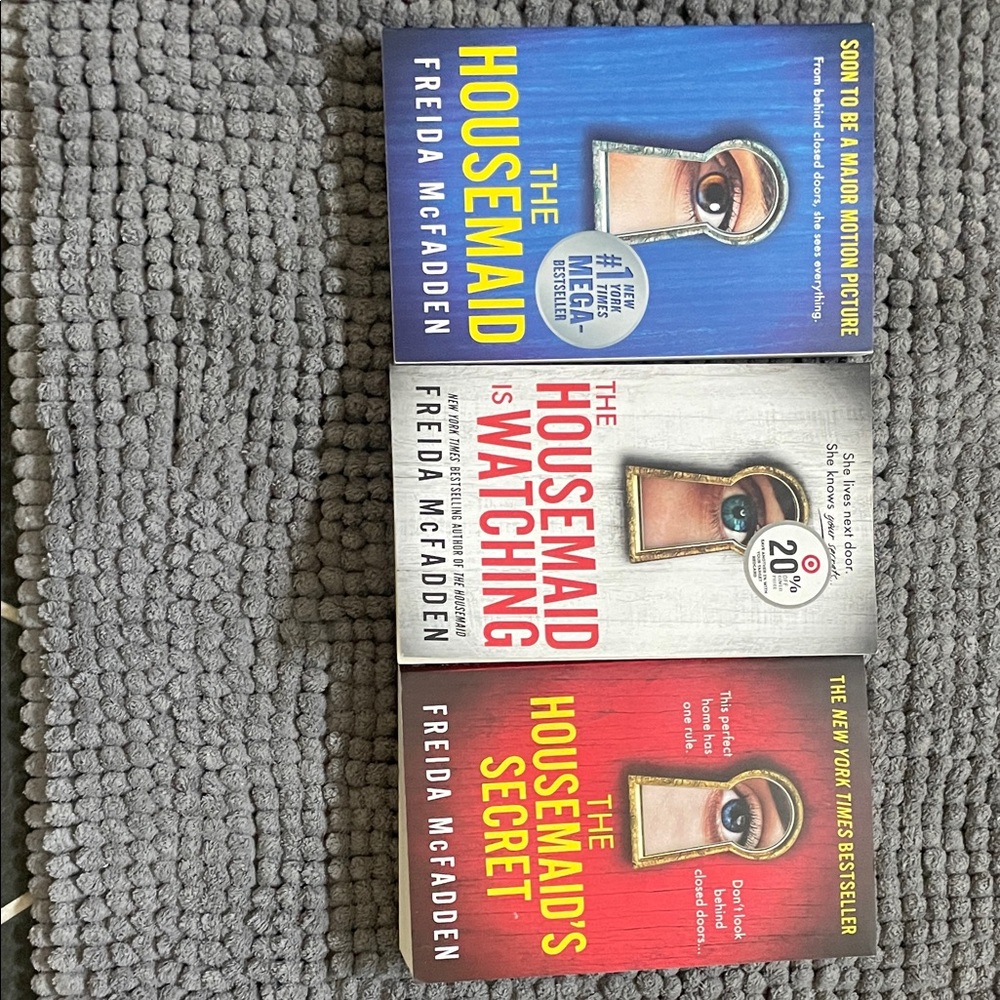 SOON TO BE A MAJOR MOTION PICTURE
From behind closed doors, she sees everything.
#1 NEW YORK TIMES
MEGA-
BESTSELLER
THE
HOUSEMAID
FREIDA McFADDEN
She lives next door.
She knows your secrets.
20%
THE
HOUSEMAID
IS WATCHING
NEW YORK TIMES BESTSELLING AUTHOR OF THE HOUSEMAID
FREIDA McFADDEN
THE NEW YORK TIMES BESTSELLER
This perfect
home has
one rule.
Don't look
behind
closed doors...
THE
HOUSEMAID'S
SECRET
FREIDA McFADDEN